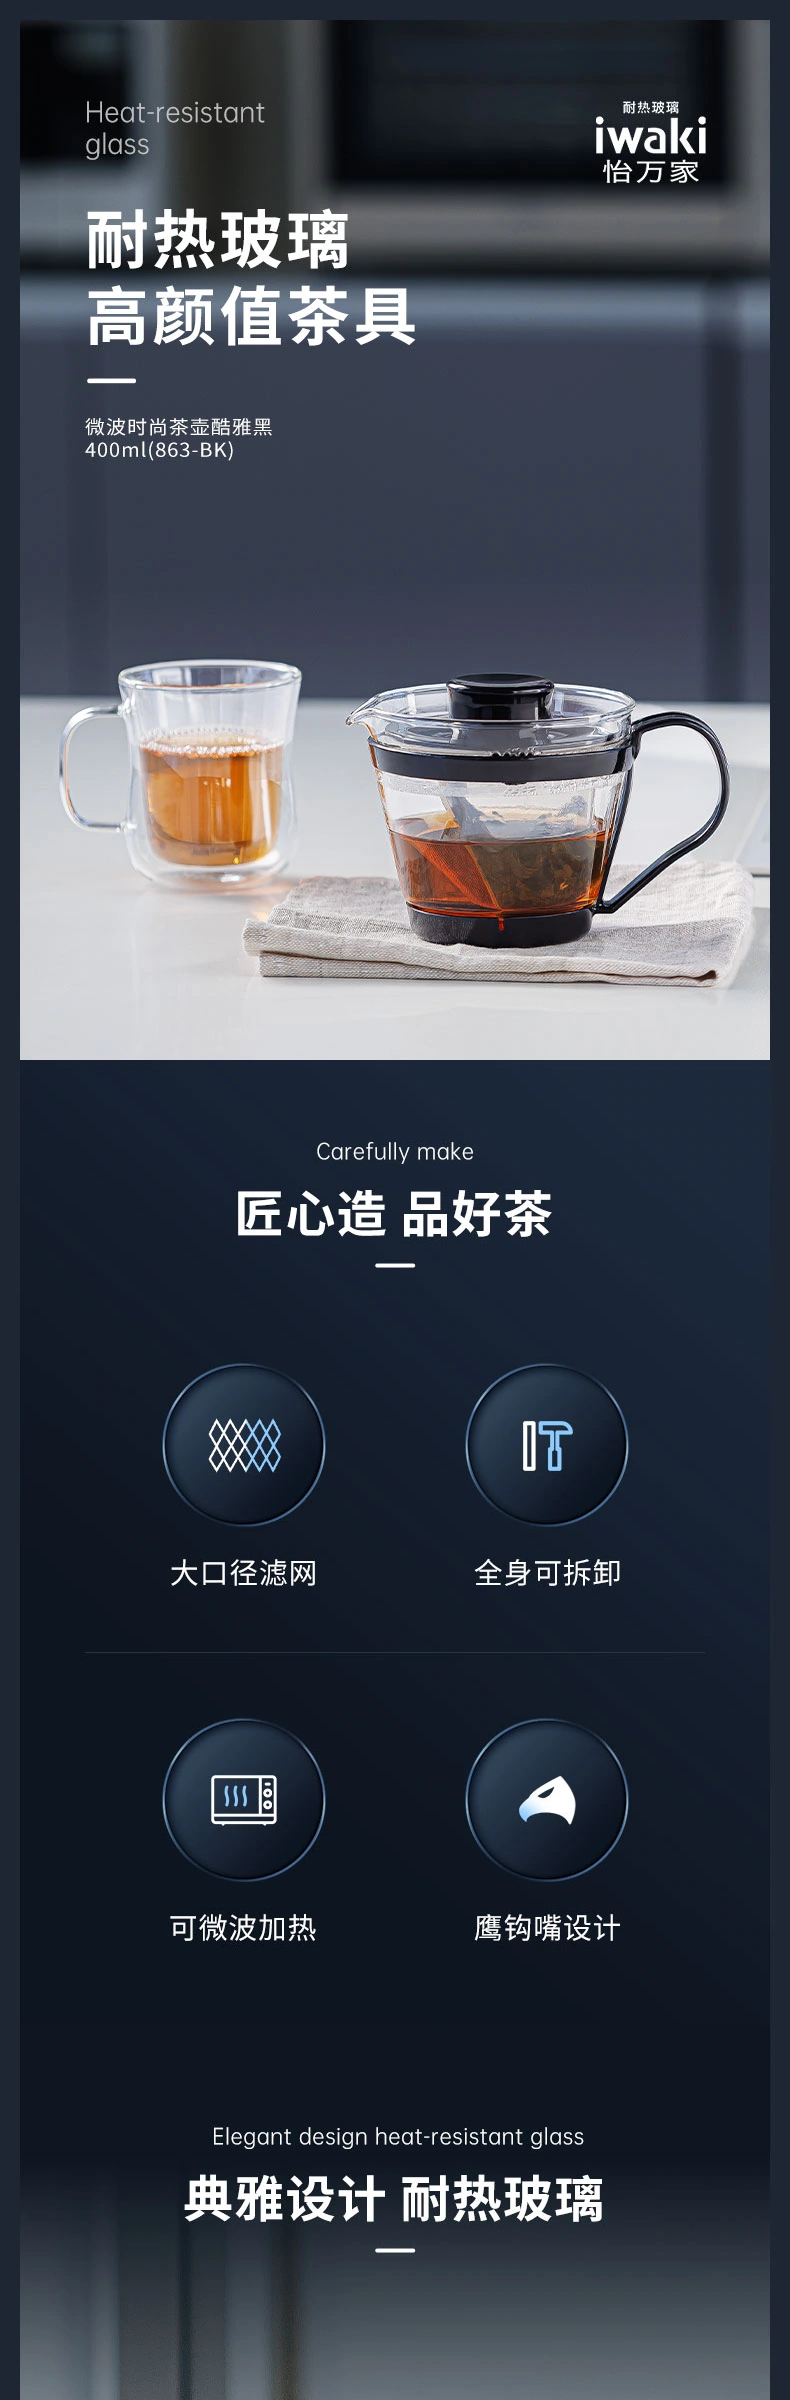 Heat-resistant
glass
耐热玻璃
iwaki
怡万家
耐热玻璃
高颜值茶具
微波时尚茶壶酷雅黑
400ml(863-BK)
Carefully make
匠心造 品好茶
大口径滤网
全身可拆卸
可微波加热
鹰钩嘴设计
Elegant design heat-resistant glass
典雅设计 耐热玻璃